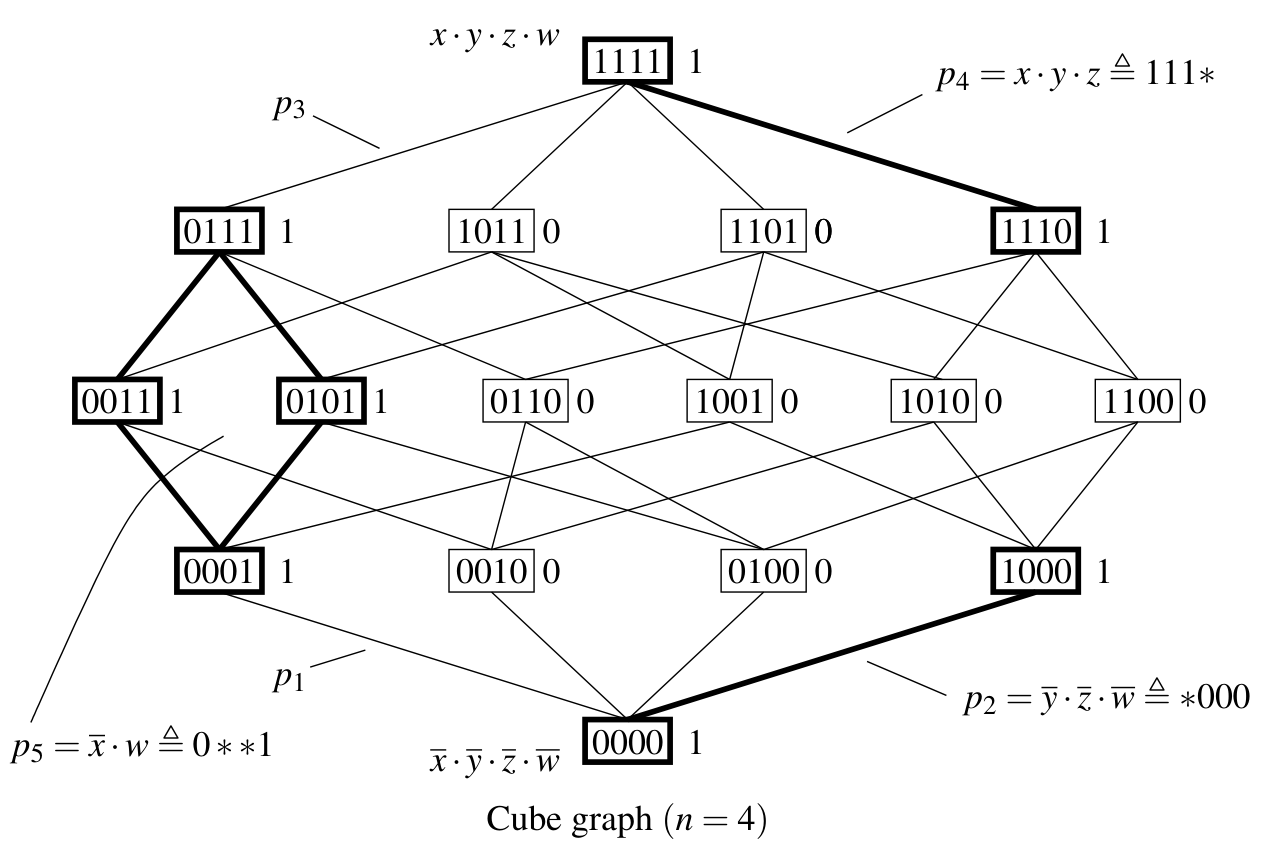 x · y · z · w
1111 1
p₄ = x · y · z ≜ 111∗
p₃
0111 1 1011 0 1101 0 1110 1
0011 1 0101 1 0110 0 1001 0 1010 0 1100 0
0001 1 0010 0 0100 0 1000 1
p₁
p₂ = y̅ · z̅ · w̅ ≜ ∗000
p₅ = x̅ · w ≜ 0∗∗1
x̅ · y̅ · z̅ · w̅
0000 1
Cube graph (n = 4)